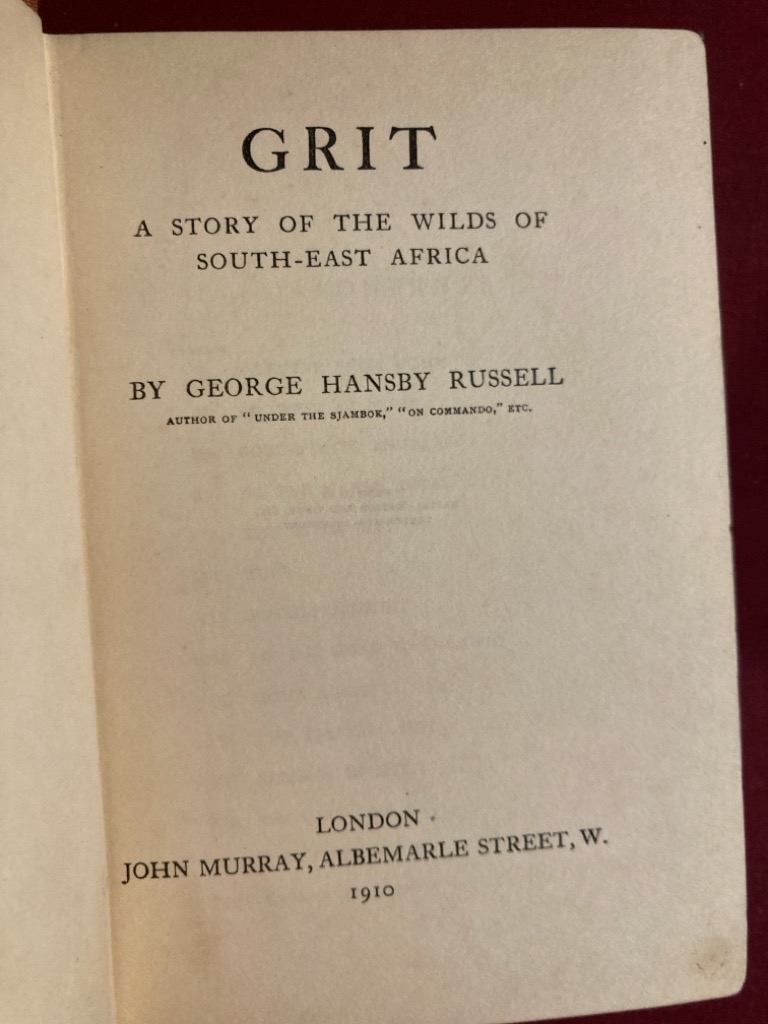 GRIT
A STORY OF THE WILDS OF
SOUTH-EAST AFRICA
BY GEORGE HANSBY RUSSELL
AUTHOR OF "UNDER THE SJAMBOK," "ON COMMANDO," ETC.
LONDON
JOHN MURRAY, ALBEMARLE STREET, W.
1910